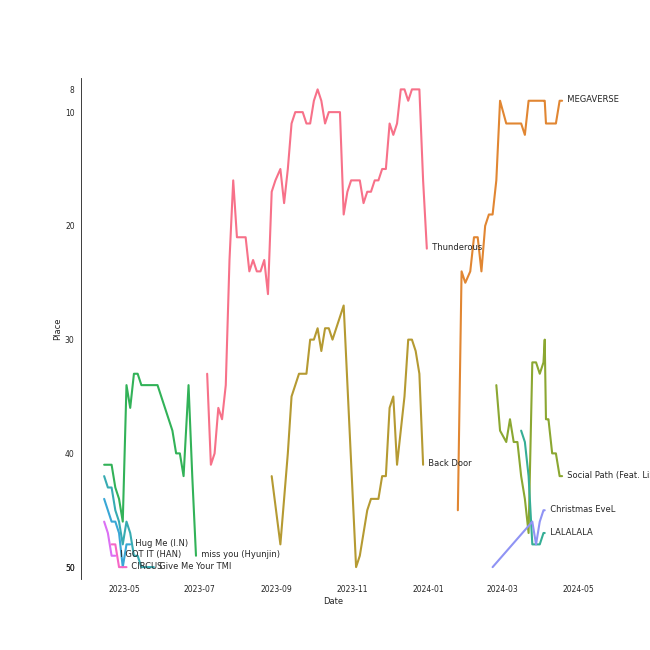 8
10
20
30
40
50
Place
MEGAVERSE
Thunderous
Back Door
Social Path (Feat. Li
Christmas EveL
LALALALA
Hug Me (I.N)
GOT IT (HAN)
miss you (Hyunjin)
CIRCUS
Give Me Your TMI
2023-05
2023-07
2023-09
2023-11
2024-01
2024-03
2024-05
Date